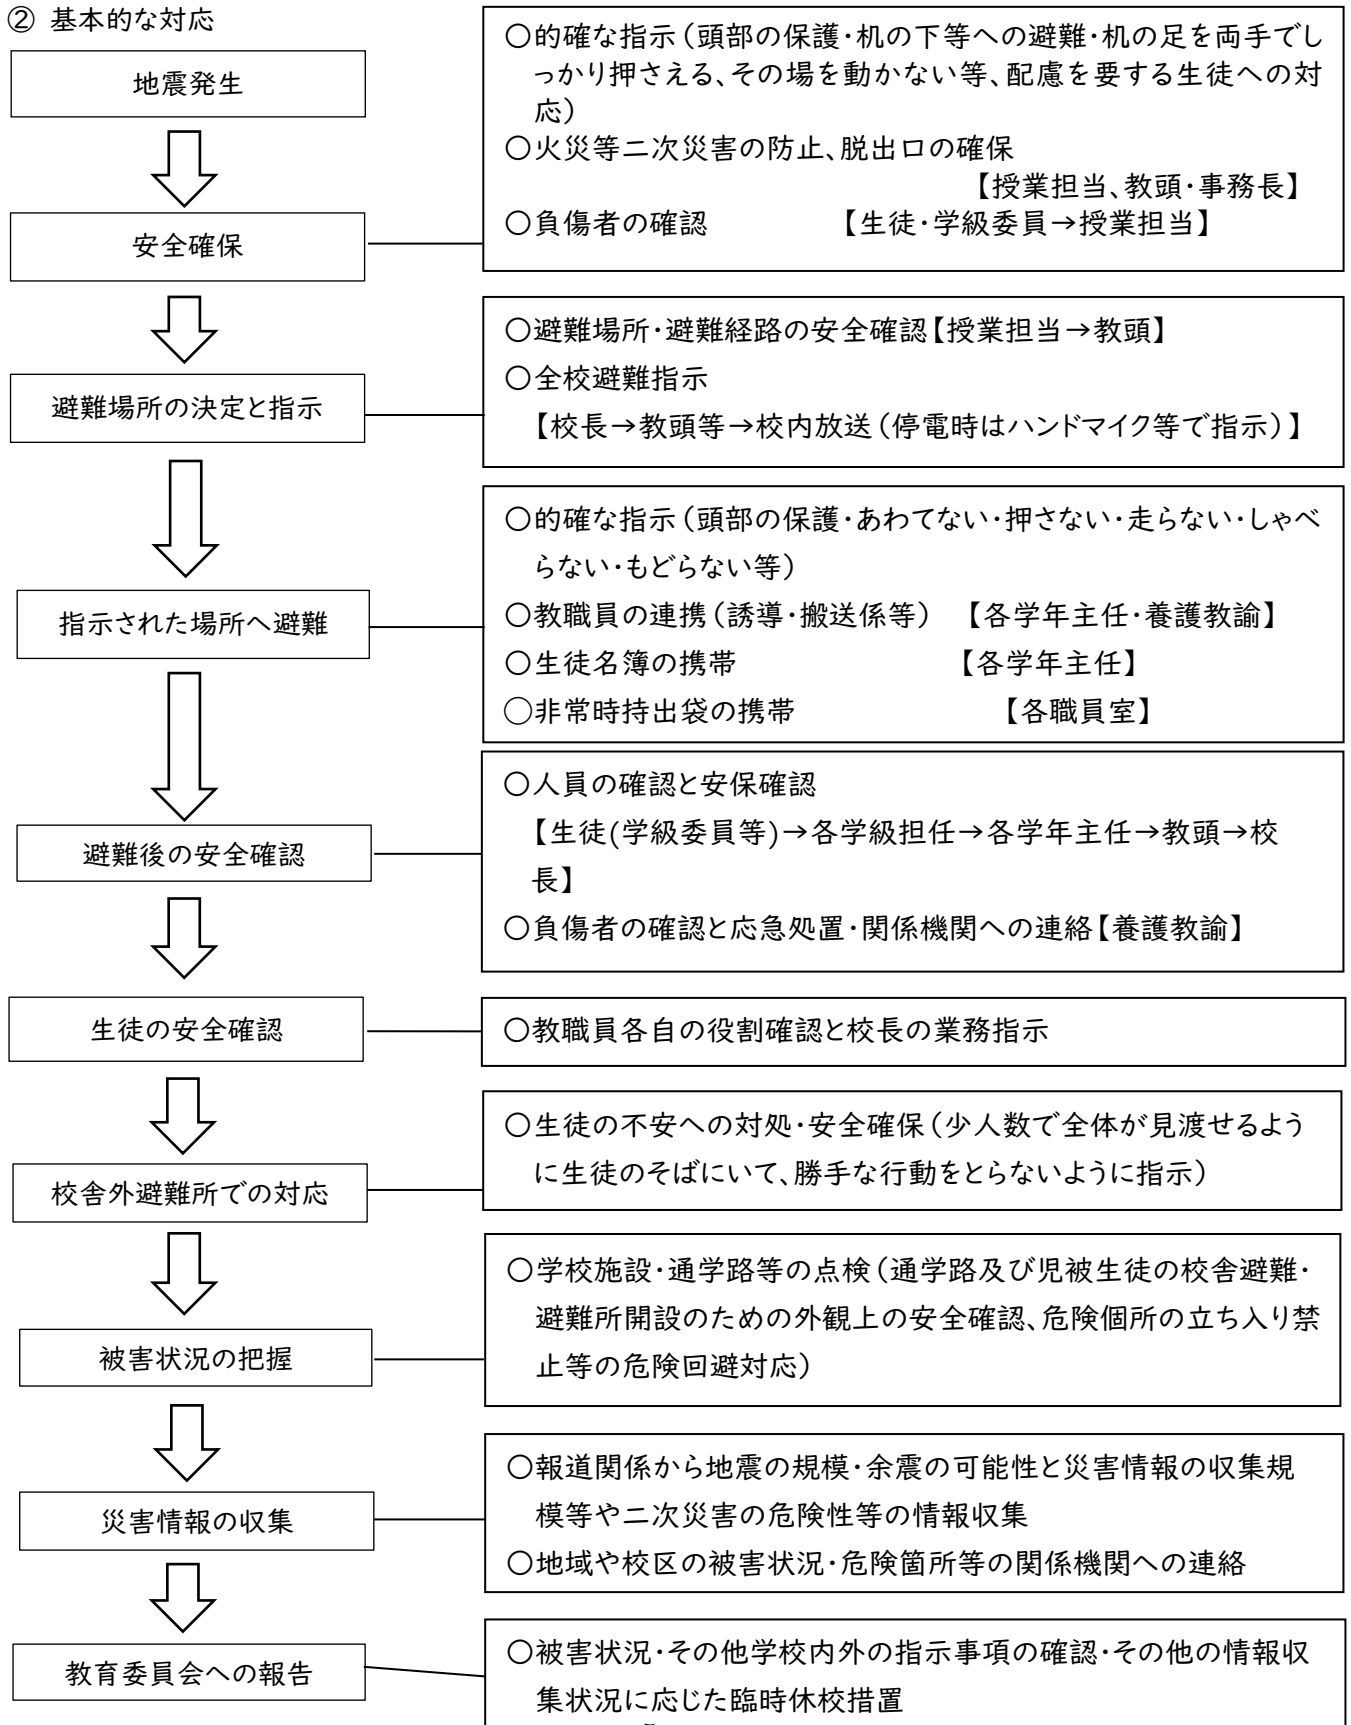 ② 基本的な対応
地震発生
安全確保
〇的確な指示（頭部の保護・机の下等への避難・机の足を両手でし
っかり押さえる、その場を動かない等、配慮を要する生徒への対
応）
〇火災等二次災害の防止、脱出口の確保
【授業担当、教頭・事務長】
〇負傷者の確認　【生徒・学級委員→授業担当】
避難場所の決定と指示
〇避難場所・避難経路の安全確認【授業担当→教頭】
〇全校避難指示
【校長→教頭等→校内放送（停電時はハンドマイク等で指示）】
指示された場所へ避難
〇的確な指示（頭部の保護・あわてない・押さない・走らない・しゃべ
らない・もどらない等）
〇教職員の連携（誘導・搬送係等）　【各学年主任・養護教諭】
〇生徒名簿の携帯　【各学年主任】
◯非常時持出袋の携帯　【各職員室】
避難後の安全確認
〇人員の確認と安保確認
【生徒(学級委員等)→各学級担任→各学年主任→教頭→校
長】
〇負傷者の確認と応急処置・関係機関への連絡【養護教諭】
生徒の安全確認
〇教職員各自の役割確認と校長の業務指示
校舎外避難所での対応
〇生徒の不安への対処・安全確保（少人数で全体が見渡せるよう
に生徒のそばにいて、勝手な行動をとらないように指示）
被害状況の把握
〇学校施設・通学路等の点検（通学路及び児被生徒の校舎避難・
避難所開設のための外観上の安全確認、危険個所の立ち入り禁
止等の危険回避対応）
災害情報の収集
〇報道関係から地震の規模・余震の可能性と災害情報の収集規
模等や二次災害の危険性等の情報収集
〇地域や校区の被害状況・危険箇所等の関係機関への連絡
教育委員会への報告
〇被害状況・その他学校内外の指示事項の確認・その他の情報収
集状況に応じた臨時休校措置